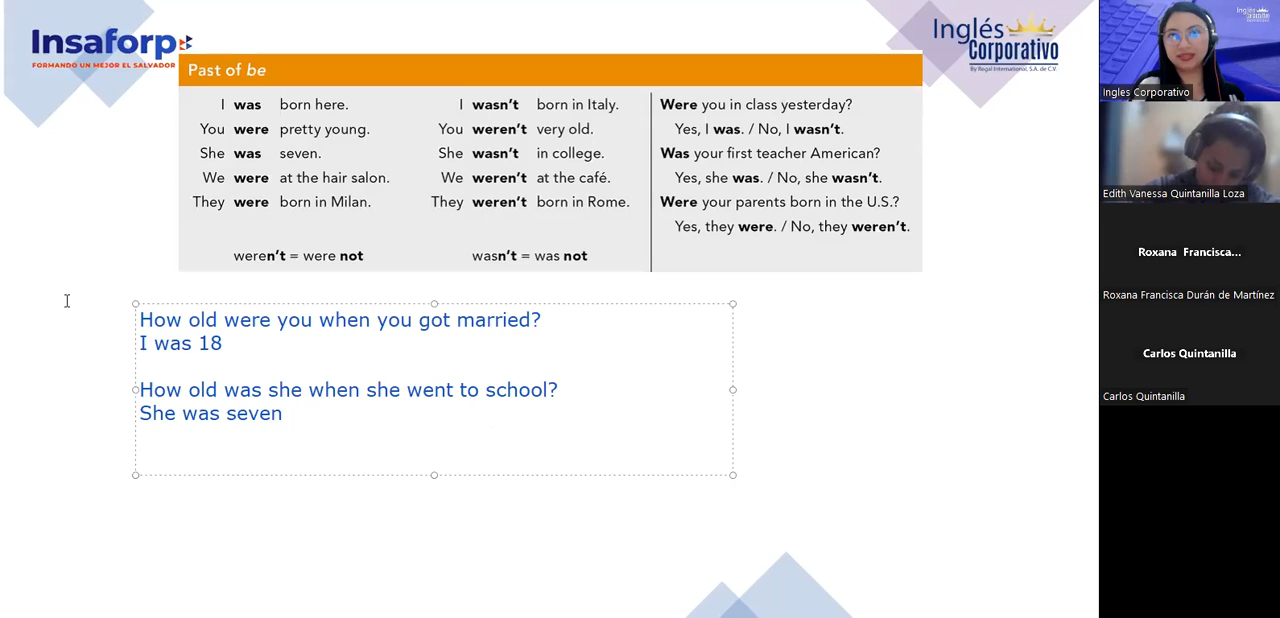 Insaforp
FORMANDO UN MEJOR EL SALVADOR
Inglés
Corporativo
By Regal International, S.A. de C.V.
Past of be
I was born here.
You were pretty young.
She was seven.
We were at the hair salon.
They were born in Milan.
weren't = were not
I wasn't born in Italy.
You weren't very old.
She wasn't in college.
We weren't at the café.
They weren't born in Rome.
wasn't = was not
Were you in class yesterday?
Yes, I was. / No, I wasn't.
Was your first teacher American?
Yes, she was. / No, she wasn't.
Were your parents born in the U.S.?
Yes, they were. / No, they weren't.
How old were you when you got married?
I was 18
How old was she when she went to school?
She was seven
Inglés
Corporativo
Ingles Corporativo
Edith Vanessa Quintanilla Loza
Roxana Francisca...
Roxana Francisca Durán de Martínez
Carlos Quintanilla
Carlos Quintanilla